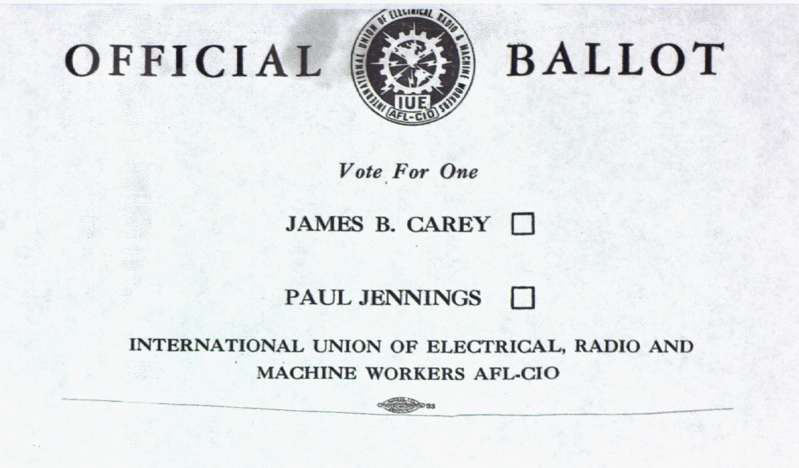 OFFICIAL BALLOT
INTERNATIONAL UNION OF ELECTRICAL, RADIO & MACHINE WORKERS
IUE
AFL-CIO
Vote For One
JAMES B. CAREY
PAUL JENNINGS
INTERNATIONAL UNION OF ELECTRICAL, RADIO AND
MACHINE WORKERS AFL-CIO
93